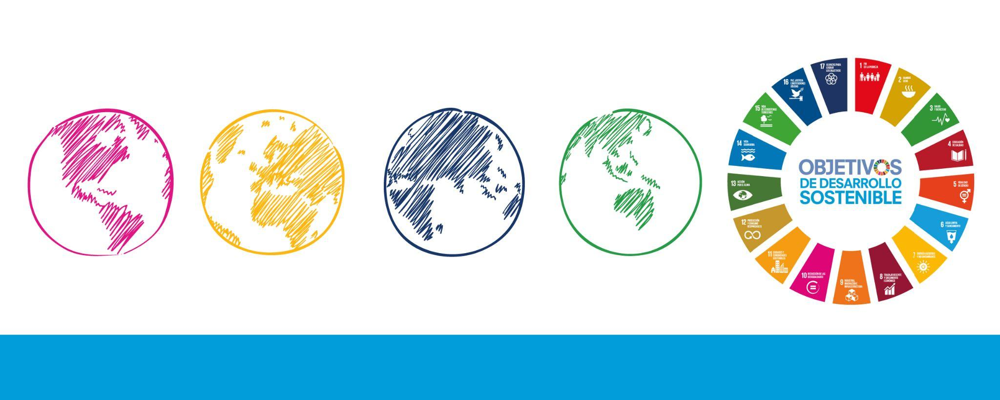 OBJETIVOS
DE DESARROLLO
SOSTENIBLE
1 FIN
DE LA POBREZA
2 HAMBRE
CERO
3 SALUD
Y BIENESTAR
4 EDUCACIÓN
DE CALIDAD
5 IGUALDAD
DE GÉNERO
6 AGUA LIMPIA
Y SANEAMIENTO
7 ENERGÍA ASEQUIBLE
Y NO CONTAMINANTE
8 TRABAJO DECENTE
Y CRECIMIENTO
ECONÓMICO
9 INDUSTRIA,
INNOVACIÓN E
INFRAESTRUCTURA
10 REDUCCIÓN DE LAS
DESIGUALDADES
11 CIUDADES Y
COMUNIDADES
SOSTENIBLES
12 PRODUCCIÓN
Y CONSUMO
RESPONSABLES
13 ACCIÓN
POR EL CLIMA
14 VIDA
SUBMARINA
15 VIDA
DE ECOSISTEMAS
TERRESTRES
16 PAZ, JUSTICIA
E INSTITUCIONES
SÓLIDAS
17 ALIANZAS PARA
LOGRAR
LOS OBJETIVOS